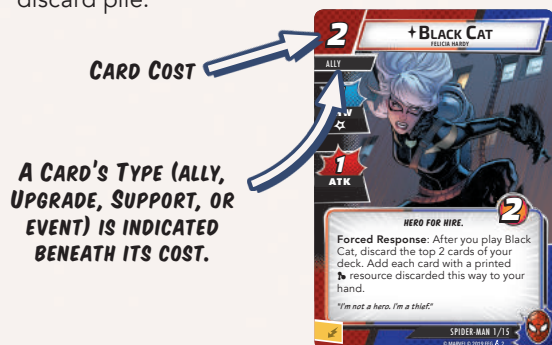 discard pile.
CARD COST
A CARD'S TYPE (ALLY,
UPGRADE, SUPPORT, OR
EVENT) IS INDICATED
BENEATH ITS COST.
2
BLACK CAT
FELICIA HARDY
ALLY
1
ATK
2
HERO FOR HIRE.
Forced Response: After you play Black
Cat, discard the top 2 cards of your
deck. Add each card with a printed
resource discarded this way to your
hand.
"I'm not a hero. I'm a thief."
SPIDER-MAN 1/15
© MARVEL © 2019 FFG